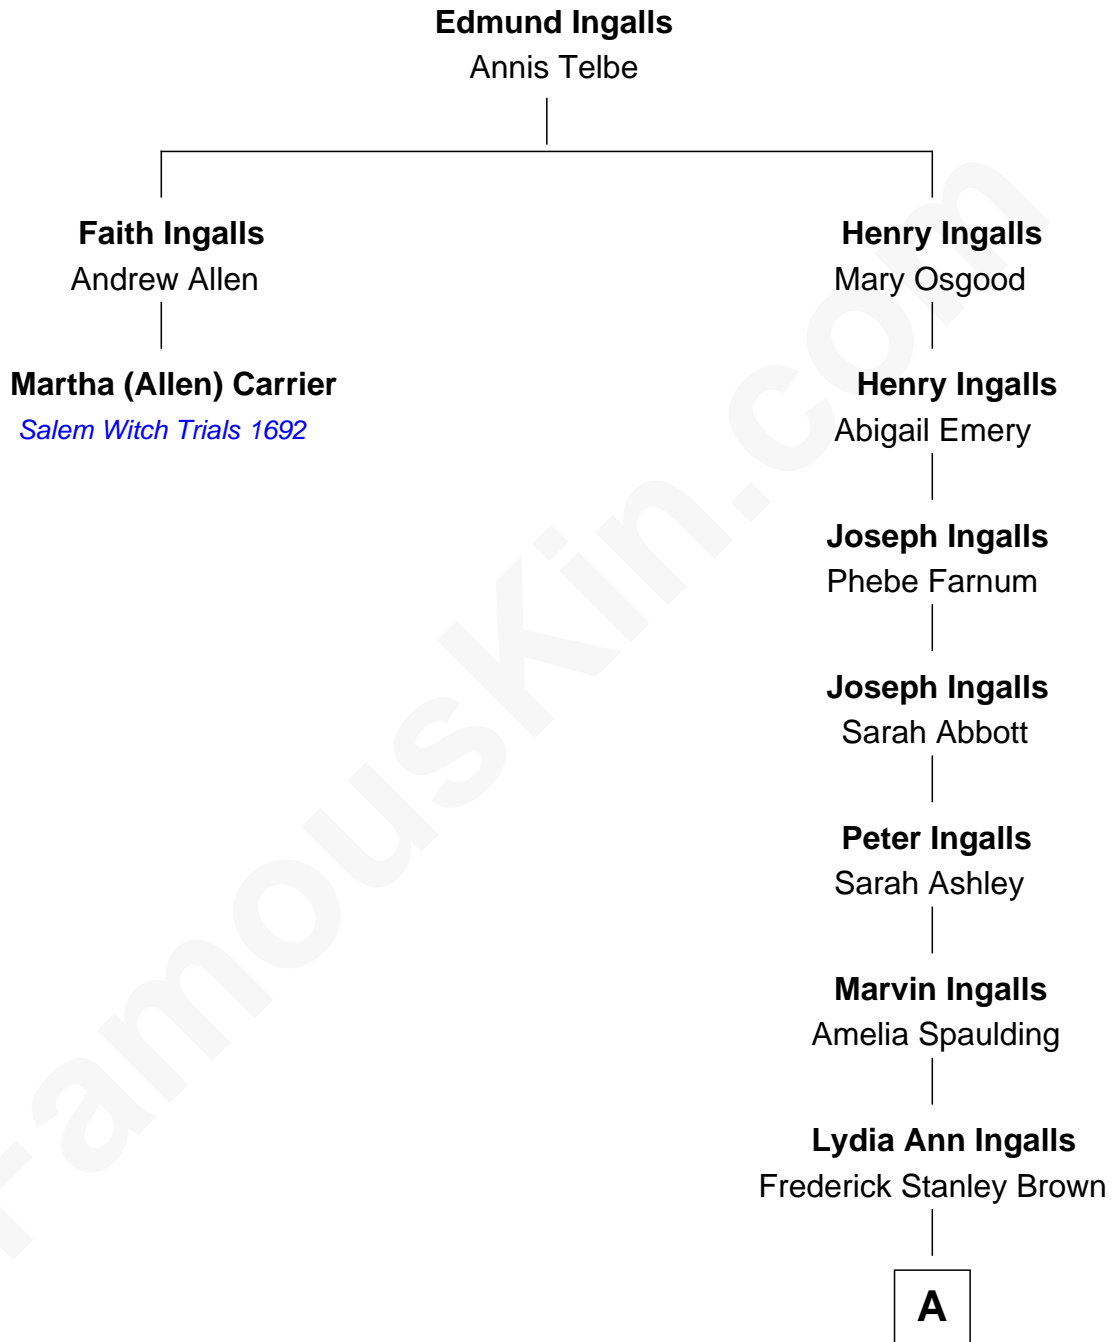 Edmund Ingalls
Annis Telbe
Faith Ingalls
Andrew Allen
Martha (Allen) Carrier
Salem Witch Trials 1692
Henry Ingalls
Mary Osgood
Henry Ingalls
Abigail Emery
Joseph Ingalls
Phebe Farnum
Joseph Ingalls
Sarah Abbott
Peter Ingalls
Sarah Ashley
Marvin Ingalls
Amelia Spaulding
Lydia Ann Ingalls
Frederick Stanley Brown
A
FamousKin.com